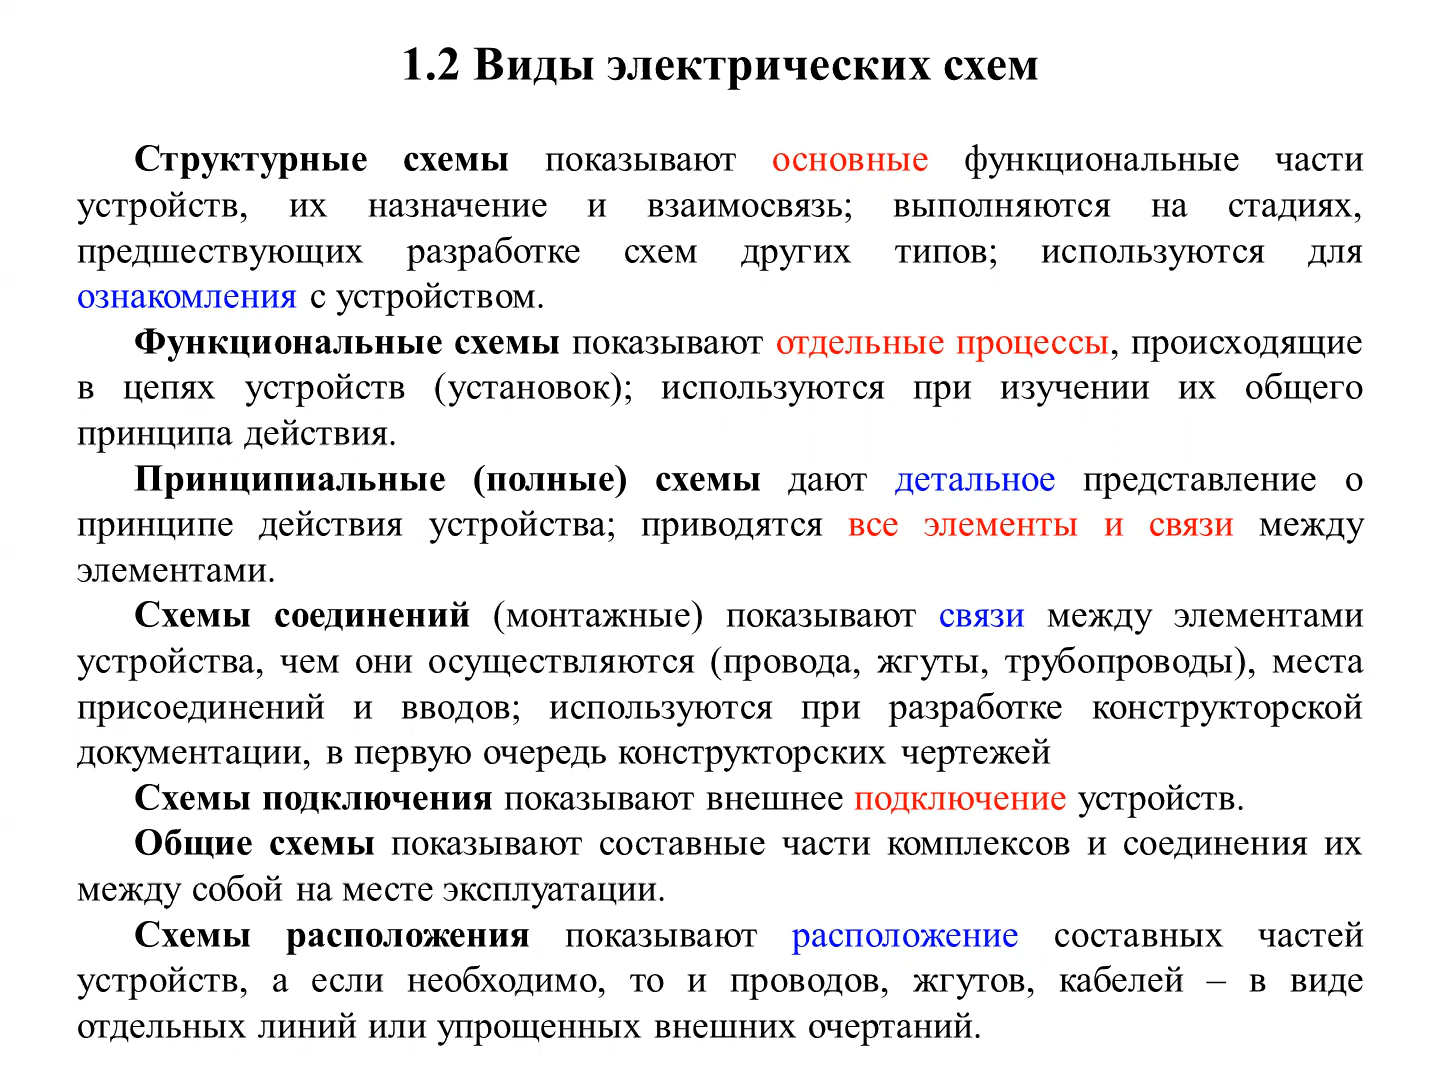 1.2 Виды электрических схем
Структурные схемы показывают основные функциональные части
устройств, их назначение и взаимосвязь; выполняются на стадиях,
предшествующих разработке схем других типов; используются для
ознакомления с устройством.
Функциональные схемы показывают отдельные процессы, происходящие
в цепях устройств (установок); используются при изучении их общего
принципа действия.
Принципиальные (полные) схемы дают детальное представление о
принципе действия устройства; приводятся все элементы и связи между
элементами.
Схемы соединений (монтажные) показывают связи между элементами
устройства, чем они осуществляются (провода, жгуты, трубопроводы), места
присоединений и вводов; используются при разработке конструкторской
документации, в первую очередь конструкторских чертежей
Схемы подключения показывают внешнее подключение устройств.
Общие схемы показывают составные части комплексов и соединения их
между собой на месте эксплуатации.
Схемы расположения показывают расположение составных частей
устройств, а если необходимо, то и проводов, жгутов, кабелей – в виде
отдельных линий или упрощенных внешних очертаний.